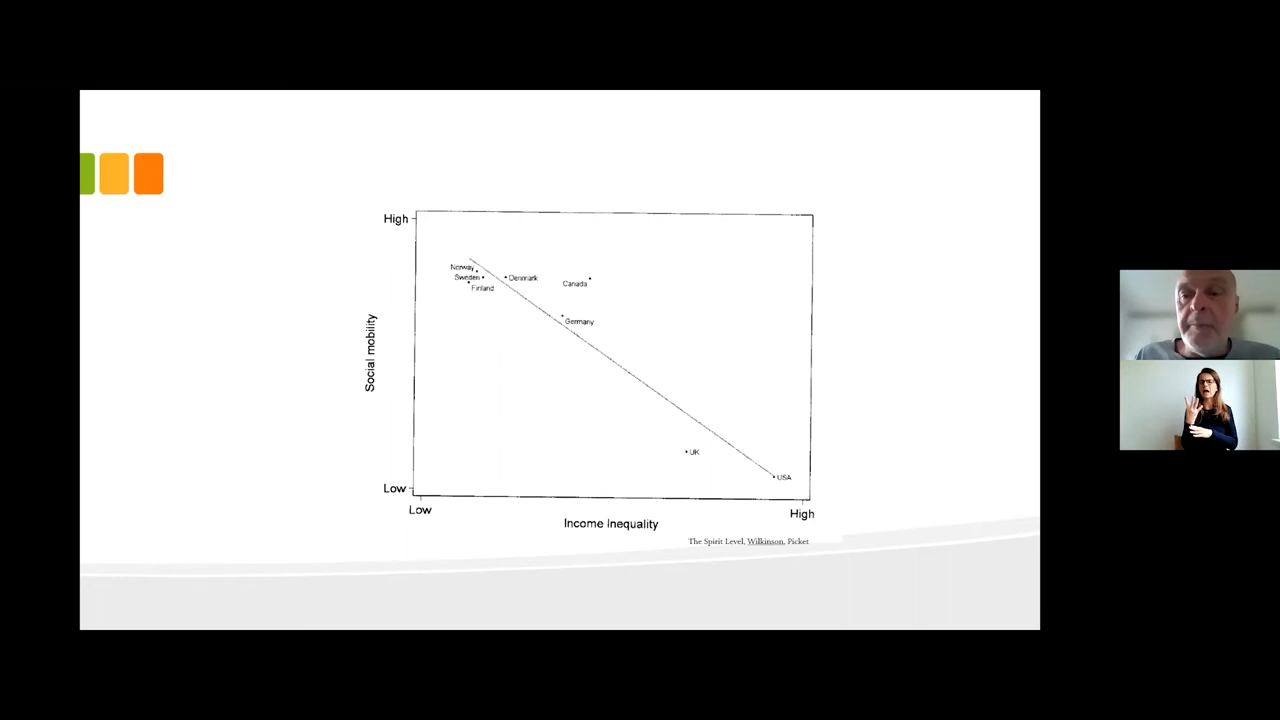 High
Norway
Sweden
Denmark
Finland
Canada
Germany
Social mobility
UK
USA
Low
Low
High
Income Inequality
The Spirit Level, Wilkinson, Picket